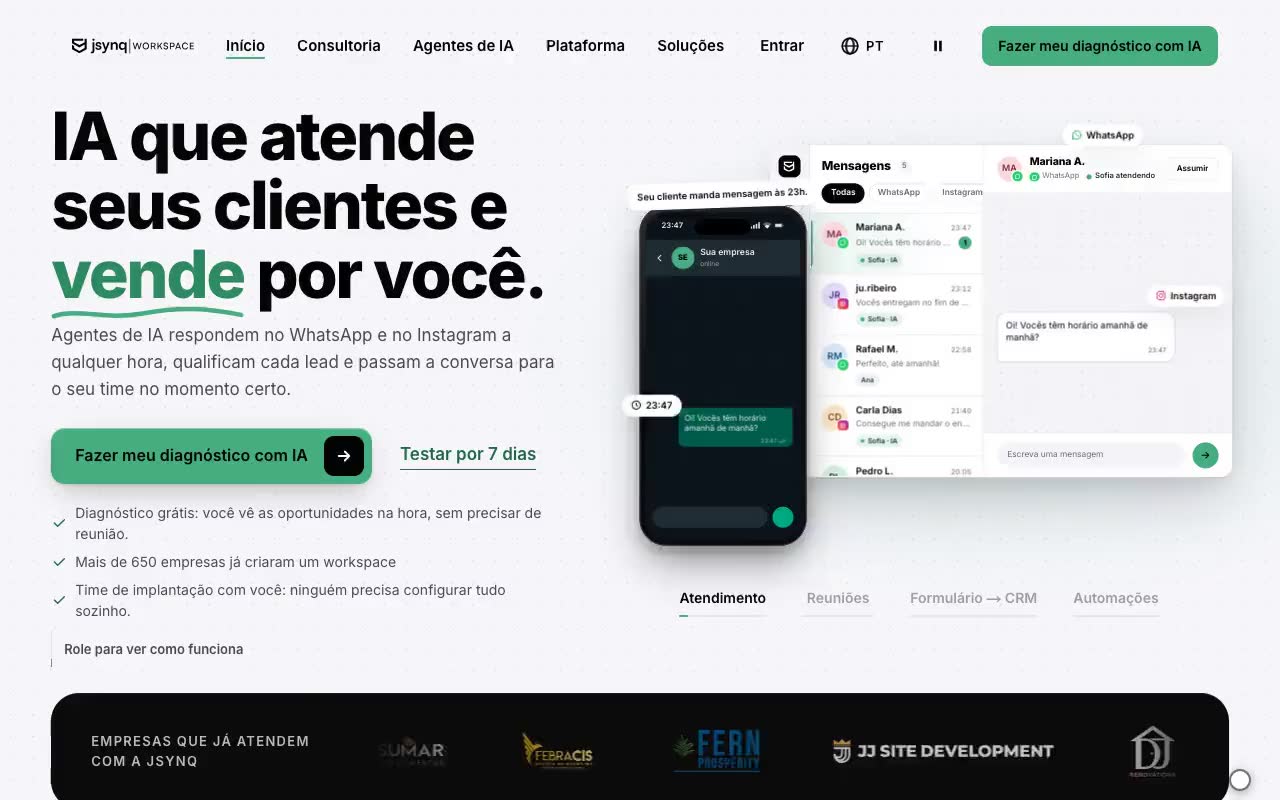 jsynq WORKSPACE
Início
Consultoria
Agentes de IA
Plataforma
Soluções
Entrar
PT
Fazer meu diagnóstico com IA
IA que atende
seus clientes e
vende por você.
Agentes de IA respondem no WhatsApp e no Instagram a
qualquer hora, qualificam cada lead e passam a conversa para
o seu time no momento certo.
Fazer meu diagnóstico com IA
Testar por 7 dias
Diagnóstico grátis: você vê as oportunidades na hora, sem precisar de
reunião.
Mais de 650 empresas já criaram um workspace
Time de implantação com você: ninguém precisa configurar tudo
sozinho.
Role para ver como funciona
Seu cliente manda mensagem às 23h.
23:47
SE
Sua empresa
online
23:47
Oi! Vocês têm horário
amanhã de manhã?
23:47
Mensagens 5
Todas
WhatsApp
Instagram
MA
Mariana A.
23:47
Oi! Vocês têm horário ...
1
Sofia · IA
JR
ju.ribeiro
23:12
Vocês entregam no fim de ...
Sofia · IA
RM
Rafael M.
22:58
Perfeito, até amanhã!
Ana
CD
Carla Dias
21:40
Consegue me mandar o en...
Sofia · IA
PL
Pedro L.
20:05
WhatsApp
MA
Mariana A.
WhatsApp
Sofia atendendo
Assumir
Instagram
Oi! Vocês têm horário amanhã de
manhã?
23:47
Escreva uma mensagem
Atendimento
Reuniões
Formulário → CRM
Automações
EMPRESAS QUE JÁ ATENDEM
COM A JSYNQ
SUMAR
FEBRACIS
FERN
PROSPERITY
JJ SITE DEVELOPMENT
DJ
RENOVATIONS